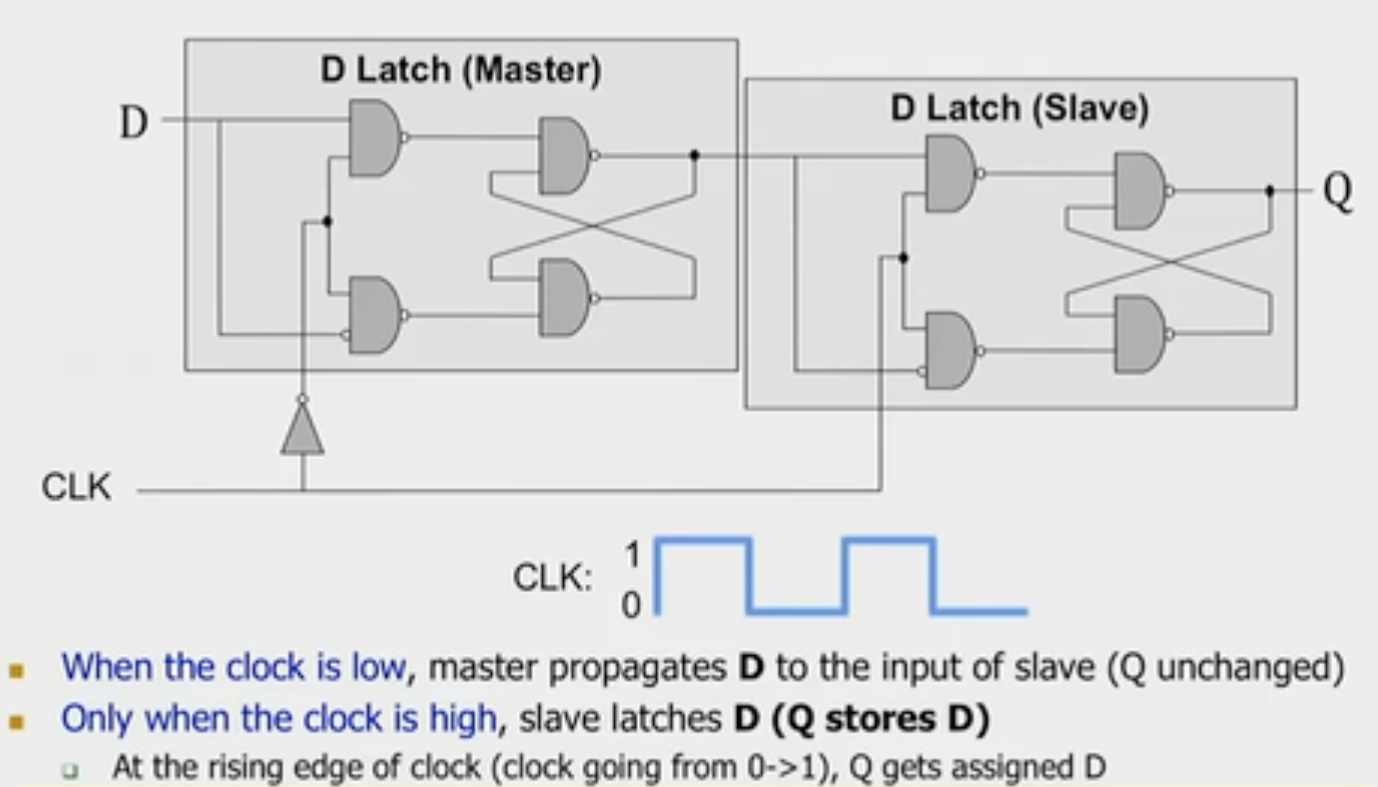 D Latch (Master)
D Latch (Slave)
D
Q
CLK
CLK:
1
0
When the clock is low, master propagates D to the input of slave (Q unchanged)
Only when the clock is high, slave latches D (Q stores D)
At the rising edge of clock (clock going from 0->1), Q gets assigned D